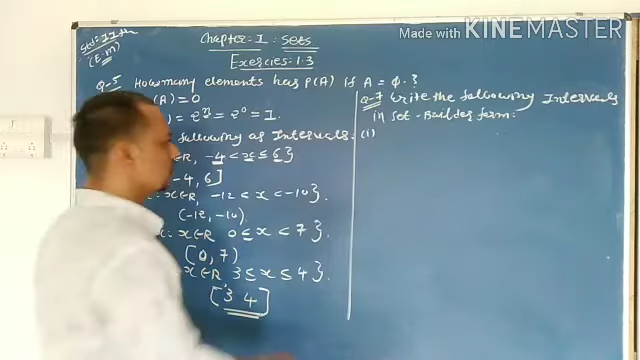 Made with KINEMASTER
Std: 11th
(E.m)
Chapter-I : Sets
Exercies:1.3
Q-5 How many elements has P(A) if A = φ.?
(A) = 0
) = 2ⁿ = 2⁰ = 1.
following as Intervals.
x∈R, -4 < x ≤ 6}
-4, 6]
x∈R, -12 < x < -10}
(-12, -10)
x∈R 0 ≤ x < 7}.
[0, 7)
x∈R 3 ≤ x ≤ 4}.
[3 4]
Q-7 Write the following Intervals
in Set-Builder form.
(i)